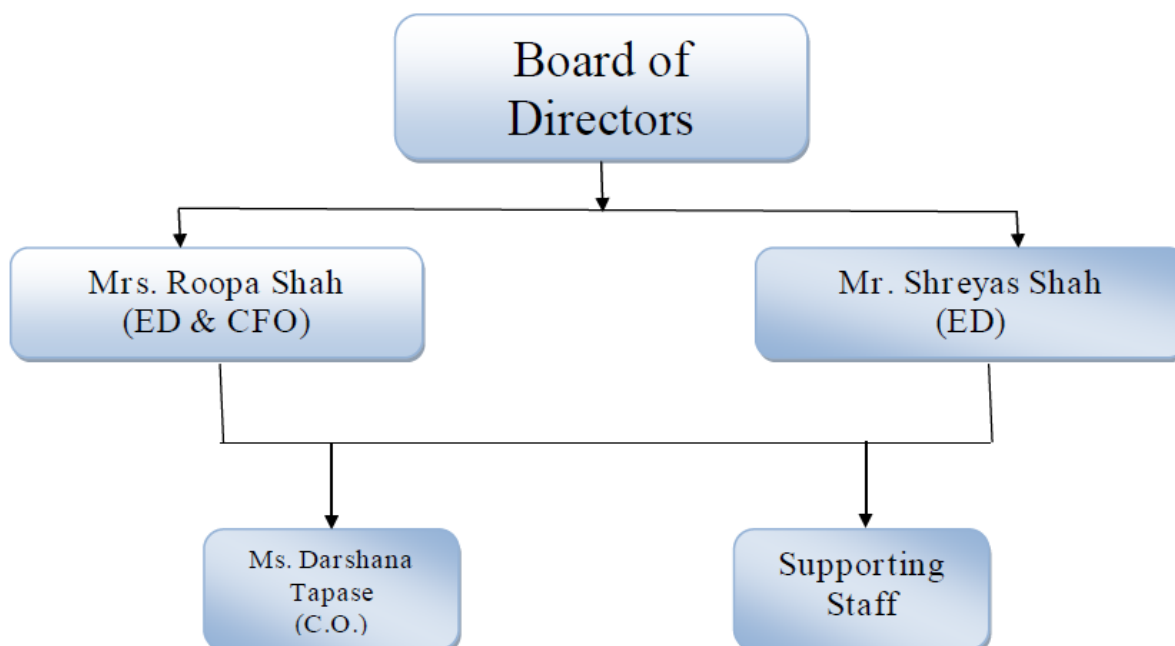 Board of
Directors
Mrs. Roopa Shah
(ED & CFO)
Mr. Shreyas Shah
(ED)
Ms. Darshana
Tapase
(C.O.)
Supporting
Staff